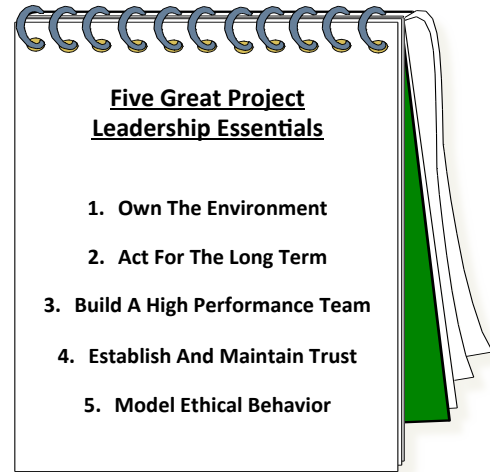 Five Great Project
Leadership Essentials
1. Own The Environment
2. Act For The Long Term
3. Build A High Performance Team
4. Establish And Maintain Trust
5. Model Ethical Behavior